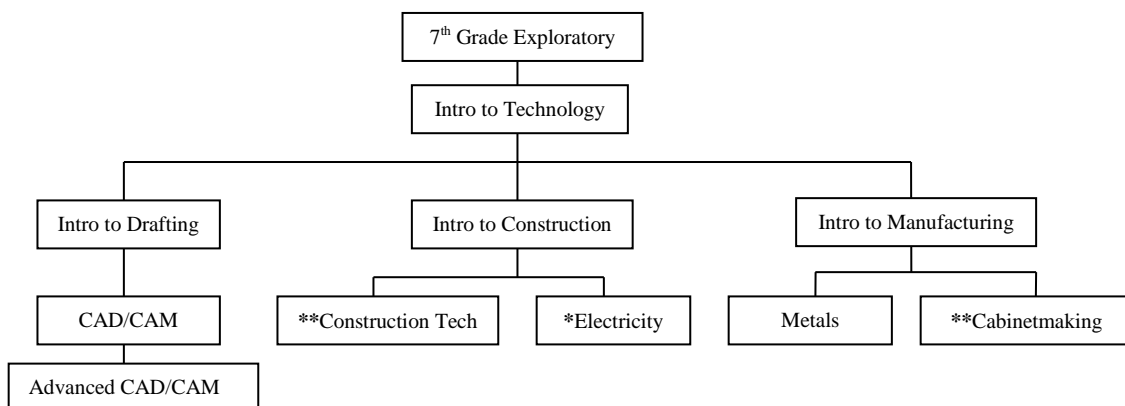 7th Grade Exploratory
Intro to Technology
Intro to Drafting
Intro to Construction
Intro to Manufacturing
CAD/CAM
**Construction Tech
*Electricity
Metals
**Cabinetmaking
Advanced CAD/CAM